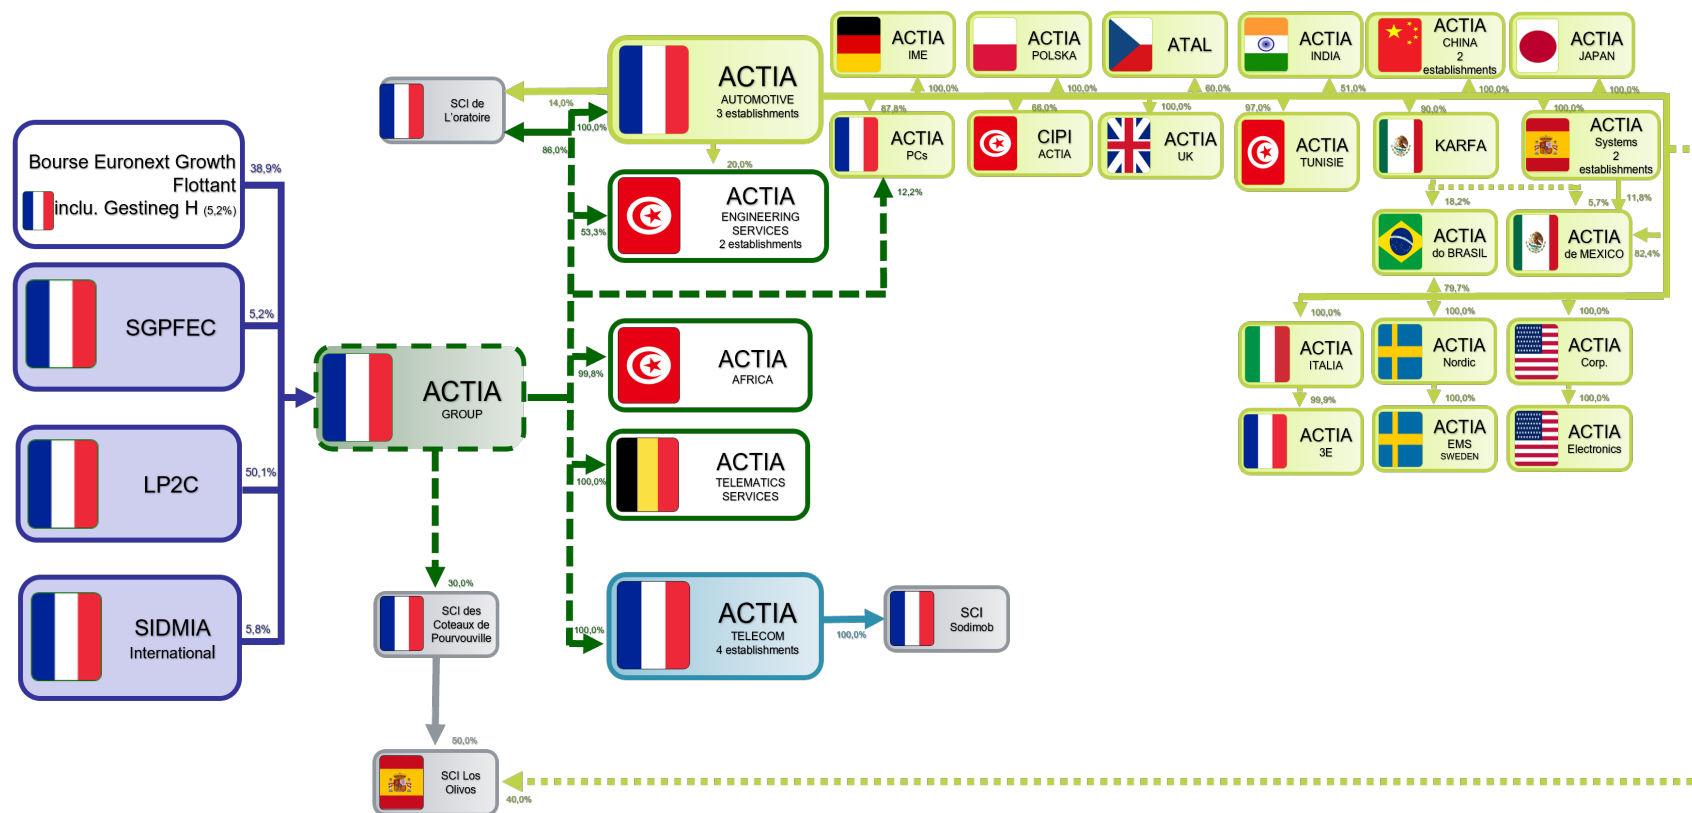 Bourse Euronext Growth
Flottant
inclu. Gestineg H (5,2%)
38,9%
SGPFEC
5,2%
LP2C
50,1%
SIDMIA
International
5,8%
ACTIA
GROUP
SCI de
L'oratoire
14,0%
100,0%
86,0%
ACTIA
AUTOMOTIVE
3 establishments
20,0%
ACTIA
ENGINEERING
SERVICES
2 establishments
53,3%
ACTIA
AFRICA
99,8%
ACTIA
TELEMATICS
SERVICES
100,0%
ACTIA
TELECOM
4 establishments
100,0%
100,0%
SCI
Sodimob
30,0%
SCI des
Coteaux de
Pourvouville
50,0%
SCI Los
Olivos
40,0%
ACTIA
IME
100,0%
ACTIA
POLSKA
100,0%
ATAL
60,0%
ACTIA
INDIA
51,0%
ACTIA
CHINA
2
establishments
100,0%
ACTIA
JAPAN
100,0%
87,8%
ACTIA
PCs
12,2%
66,0%
CIPI
ACTIA
100,0%
ACTIA
UK
97,0%
ACTIA
TUNISIE
90,0%
KARFA
100,0%
ACTIA
Systems
2
establishments
18,2%
5,7%
11,8%
ACTIA
do BRASIL
ACTIA
de MEXICO
82,4%
79,7%
100,0%
100,0%
100,0%
ACTIA
ITALIA
ACTIA
Nordic
ACTIA
Corp.
99,9%
100,0%
100,0%
ACTIA
3E
ACTIA
EMS
SWEDEN
ACTIA
Electronics